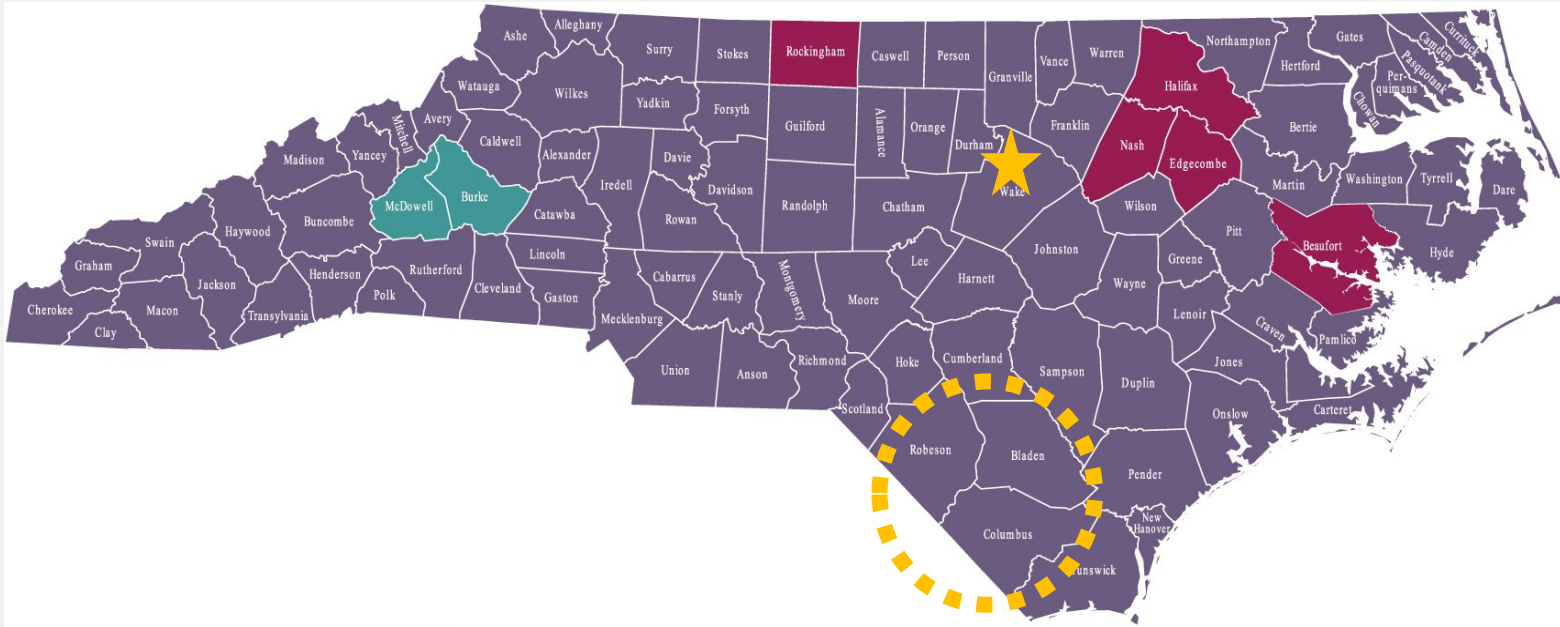 Ashe
Alleghany
Surry
Stokes
Rockingham
Caswell
Person
Granville
Vance
Warren
Northampton
Gates
Currituck
Camden
Pasquotank
Per-
quimans
Chowan
Hertford
Halifax
Watauga
Wilkes
Yadkin
Forsyth
Guilford
Alamance
Orange
Durham
Franklin
Nash
Edgecombe
Bertie
Mitchell
Avery
Caldwell
Alexander
Iredell
Davie
Davidson
Randolph
Chatham
Wake
Wilson
Martin
Washington
Tyrrell
Dare
Madison
Yancey
McDowell
Burke
Catawba
Rowan
Johnston
Pitt
Beaufort
Hyde
Swain
Haywood
Buncombe
Rutherford
Lincoln
Cabarrus
Stanly
Montgomery
Moore
Lee
Harnett
Wayne
Greene
Graham
Jackson
Henderson
Polk
Cleveland
Gaston
Mecklenburg
Lenoir
Craven
Pamlico
Cherokee
Clay
Macon
Transylvania
Union
Anson
Richmond
Hoke
Cumberland
Sampson
Duplin
Jones
Scotland
Onslow
Carteret
Robeson
Bladen
Pender
Columbus
New
Hanover
runswick